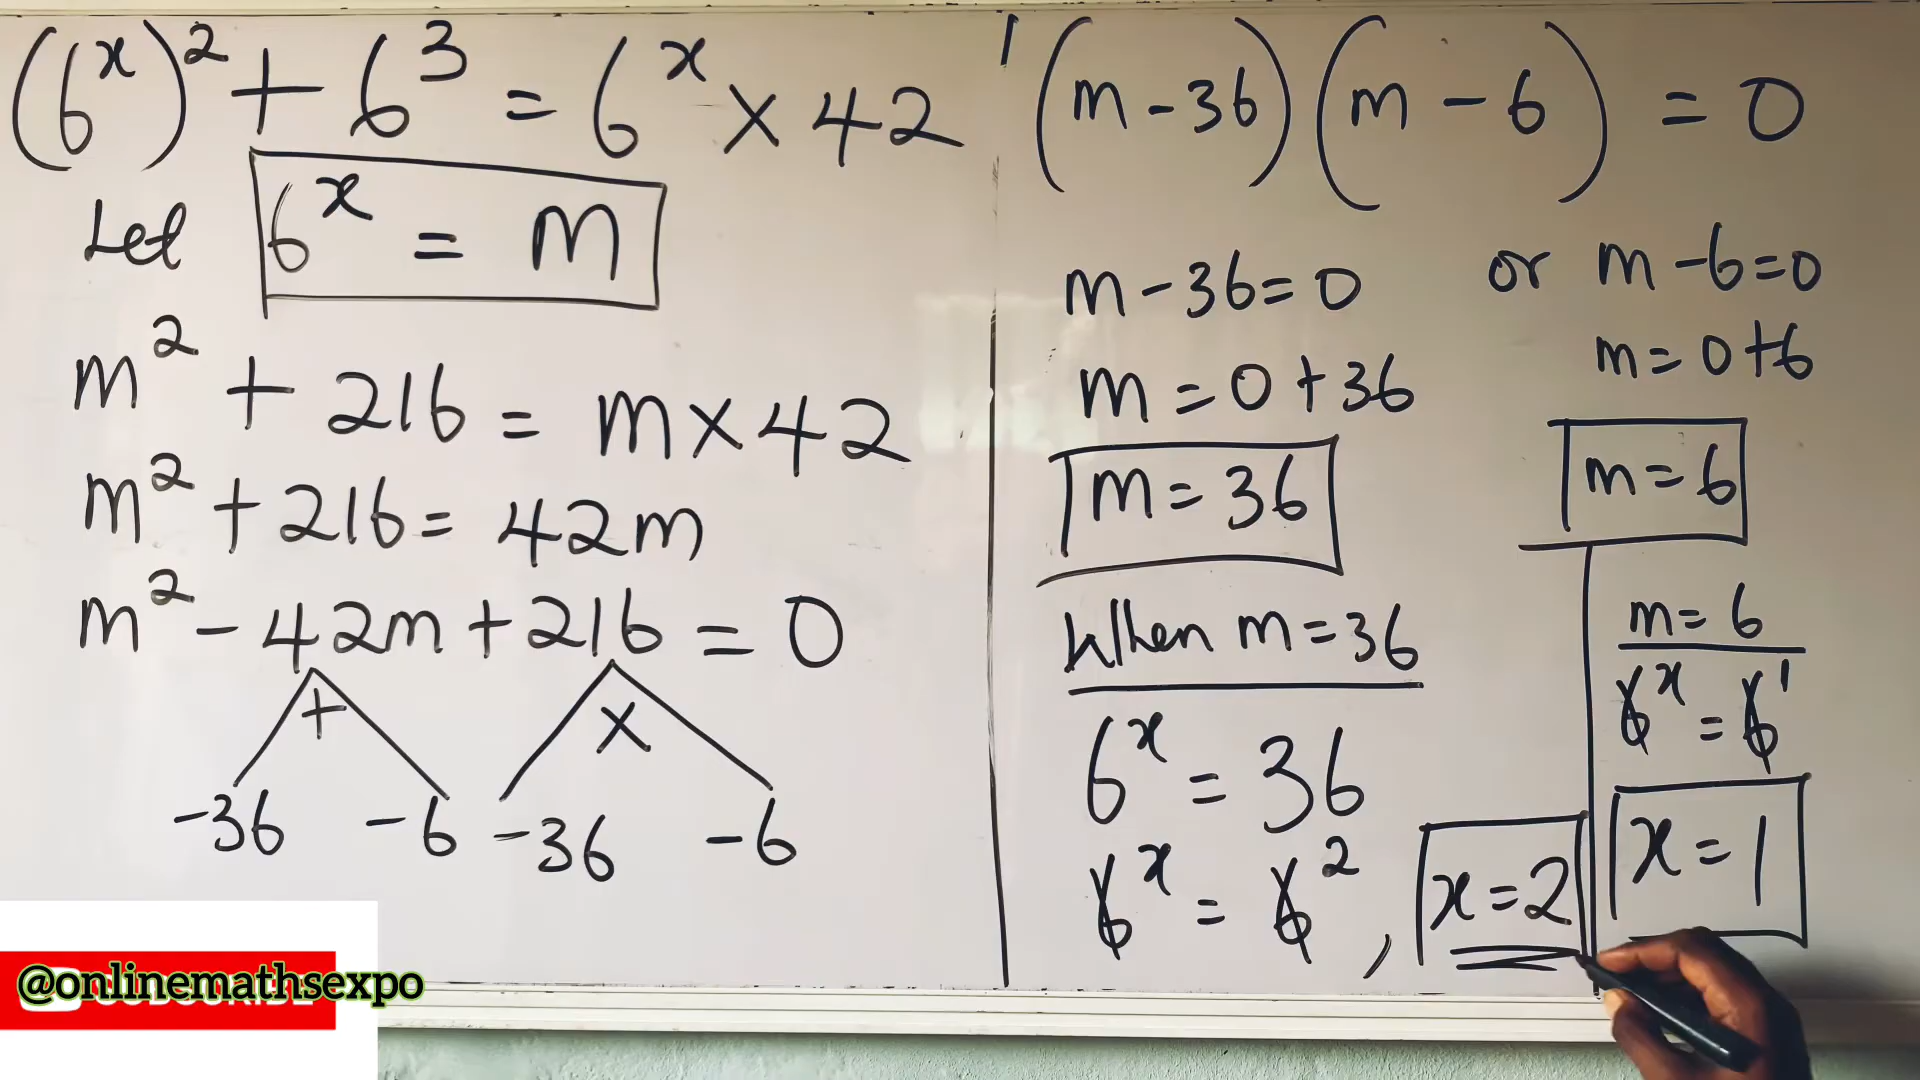 (6^x)^2 + 6^3 = 6^x × 42
Let 6^x = m
m^2 + 216 = m × 42
m^2 + 216 = 42m
m^2 - 42m + 216 = 0
+ ×
-36 -6 -36 -6
(m - 36)(m - 6) = 0
m - 36 = 0 or m - 6 = 0
m = 0 + 36 m = 0 + 6
m = 36 m = 6
When m = 36
6^x = 36
6^x = 6^2, x = 2
m = 6
6^x = 6^1
x = 1
@onlinemathsexpo